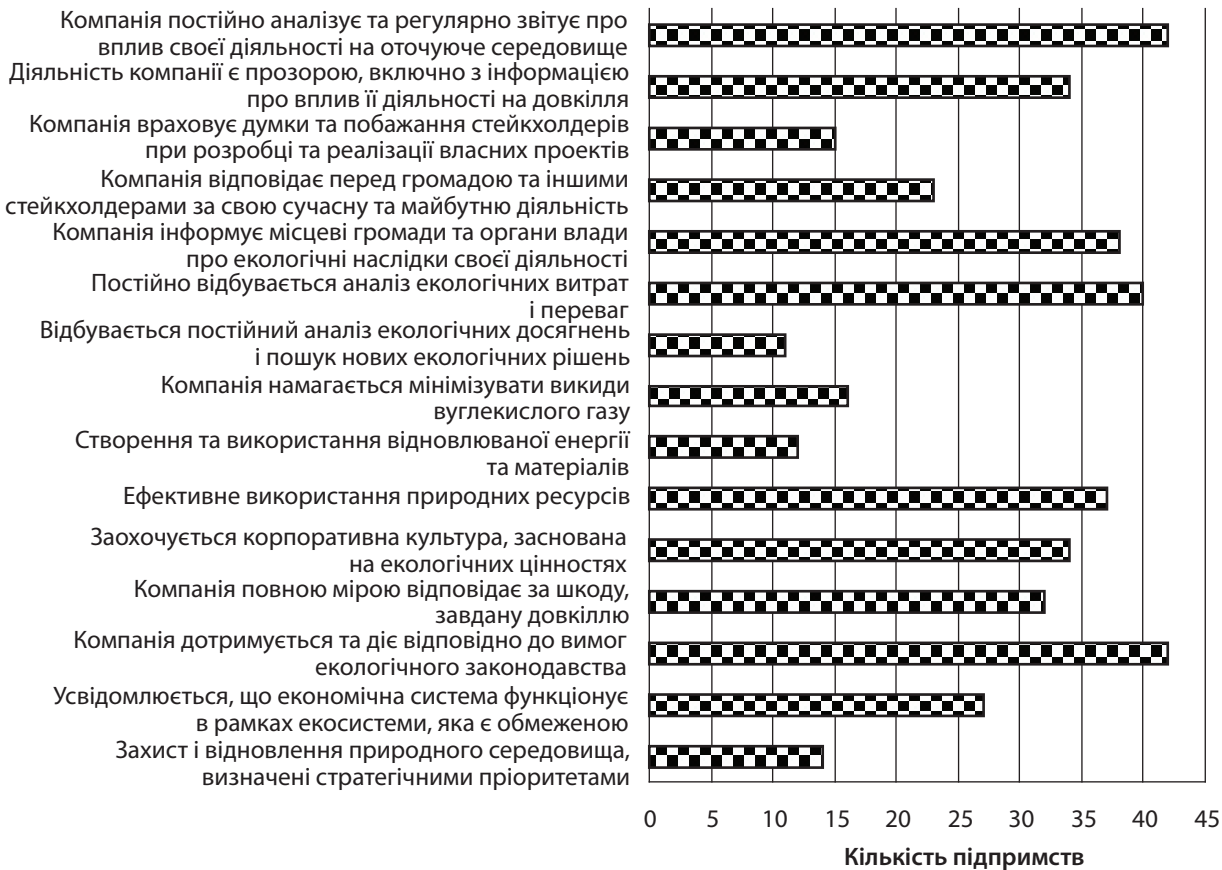 Компанія постійно аналізує та регулярно звітує про
вплив своєї діяльності на оточуюче середовище
Діяльність компанії є прозорою, включно з інформацією
про вплив її діяльності на довкілля
Компанія враховує думки та побажання стейкхолдерів
при розробці та реалізації власних проектів
Компанія відповідає перед громадою та іншими
стейкхолдерами за свою сучасну та майбутню діяльність
Компанія інформує місцеві громади та органи влади
про екологічні наслідки своєї діяльності
Постійно відбувається аналіз екологічних витрат
і переваг
Відбувається постійний аналіз екологічних досягнень
і пошук нових екологічних рішень
Компанія намагається мінімізувати викиди
вуглекислого газу
Створення та використання відновлюваної енергії
та матеріалів
Ефективне використання природних ресурсів
Заохочується корпоративна культура, заснована
на екологічних цінностях
Компанія повною мірою відповідає за шкоду,
завдану довкіллю
Компанія дотримується та діє відповідно до вимог
екологічного законодавства
Усвідомлюється, що економічна система функціонує
в рамках екосистеми, яка є обмеженою
Захист і відновлення природного середовища,
визначені стратегічними пріоритетами
0 5 10 15 20 25 30 35 40 45
Кількість підпримств